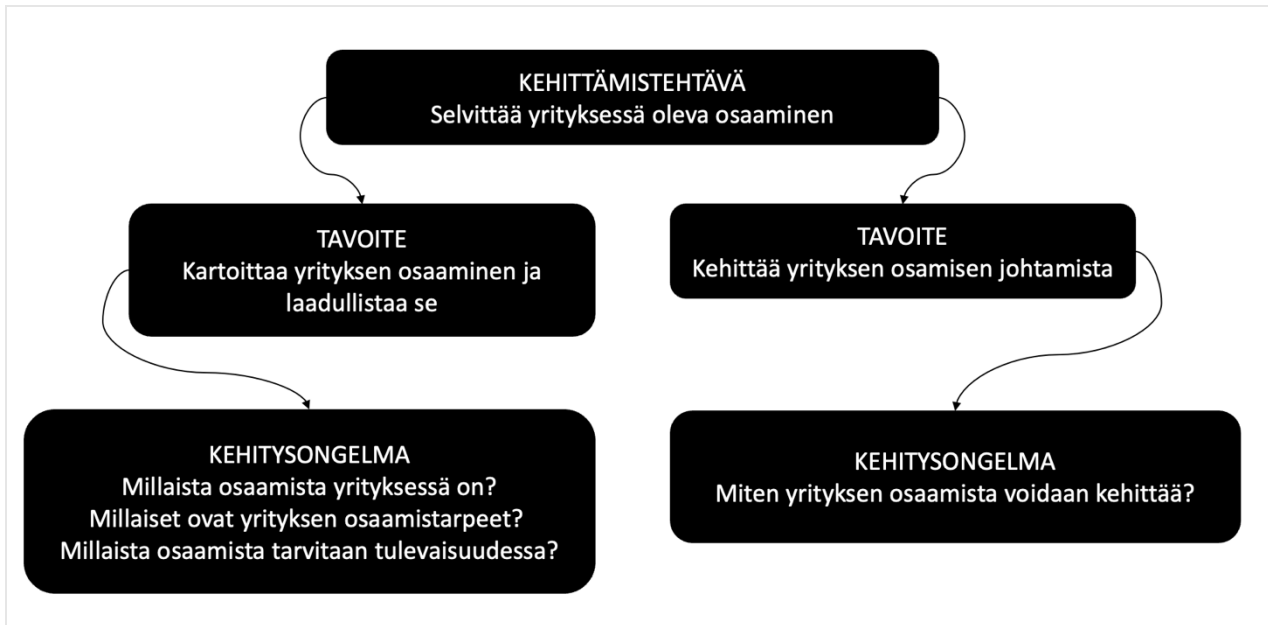 KEHITTÄMISTEHTÄVÄ
Selvittää yrityksessä oleva osaaminen
TAVOITE
Kartoittaa yrityksen osaaminen ja
laadullistaa se
TAVOITE
Kehittää yrityksen osamisen johtamista
KEHITYSONGELMA
Millaista osaamista yrityksessä on?
Millaiset ovat yrityksen osaamistarpeet?
Millaista osaamista tarvitaan tulevaisuudessa?
KEHITYSONGELMA
Miten yrityksen osaamista voidaan kehittää?